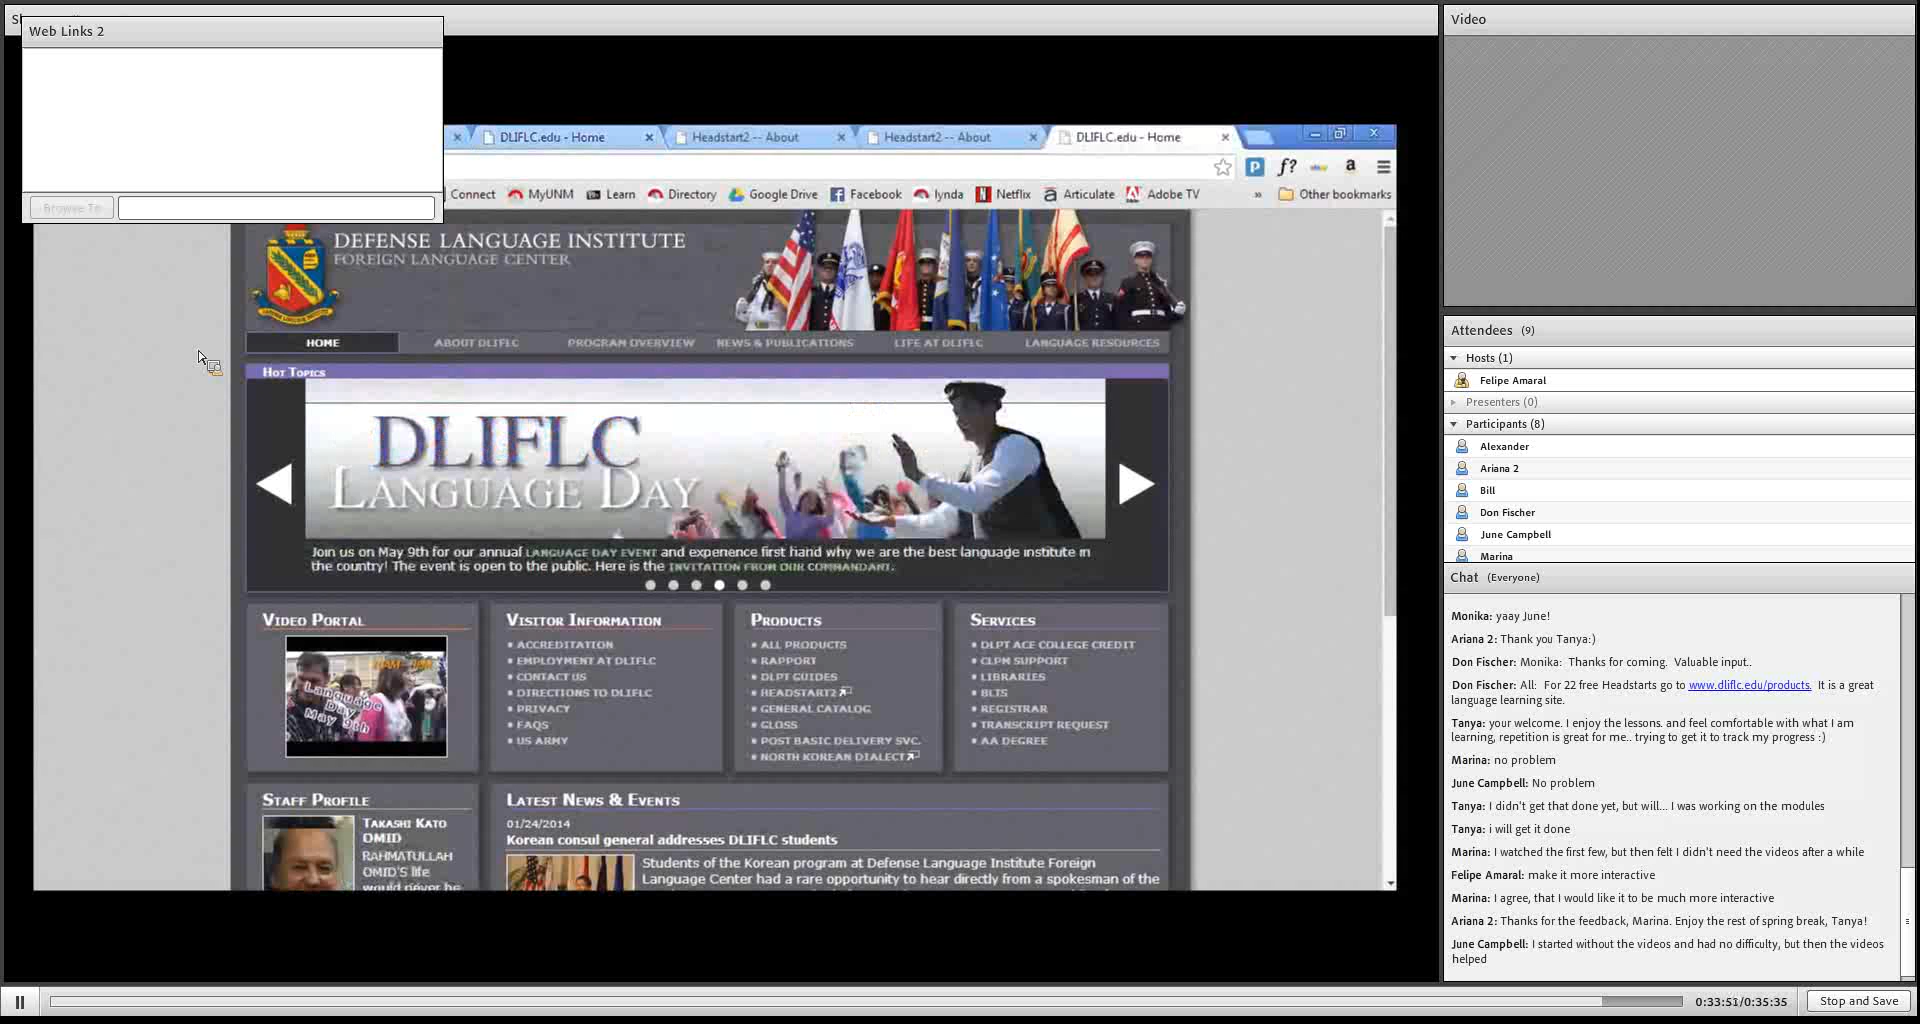 Web Links 2
Browse To
DLIFLC.edu - Home
Headstart2 -- About
Headstart2 -- About
DLIFLC.edu - Home
P
f?
a
Connect
MyUNM
Learn
Directory
Google Drive
Facebook
lynda
Netflix
Articulate
Adobe TV
»
Other bookmarks
DEFENSE LANGUAGE INSTITUTE
FOREIGN LANGUAGE CENTER
HOME
ABOUT DLIFLC
PROGRAM OVERVIEW
NEWS & PUBLICATIONS
LIFE AT DLIFLC
LANGUAGE RESOURCES
HOT TOPICS
DLIFLC
LANGUAGE DAY
Join us on May 9th for our annual LANGUAGE DAY EVENT and experience first hand why we are the best language institute in
the country! The event is open to the public. Here is the INVITATION FROM OUR COMMANDANT.
VIDEO PORTAL
Language
Day
May 9th
VISITOR INFORMATION
ACCREDITATION
EMPLOYMENT AT DLIFLC
CONTACT US
DIRECTIONS TO DLIFLC
PRIVACY
FAQS
US ARMY
PRODUCTS
ALL PRODUCTS
RAPPORT
DLPT GUIDES
HEADSTART2
GENERAL CATALOG
GLOSS
POST BASIC DELIVERY SVC.
NORTH KOREAN DIALECT
SERVICES
DLPT ACE COLLEGE CREDIT
CLPM SUPPORT
LIBRARIES
BLTS
REGISTRAR
TRANSCRIPT REQUEST
AA DEGREE
STAFF PROFILE
TAKASHI KATO
OMID
RAHMATULLAH
OMID'S life
would never be
LATEST NEWS & EVENTS
01/24/2014
Korean consul general addresses DLIFLC students
Students of the Korean program at Defense Language Institute Foreign
Language Center had a rare opportunity to hear directly from a spokesman of the
Video
Attendees (9)
Hosts (1)
Felipe Amaral
Presenters (0)
Participants (8)
Alexander
Ariana 2
Bill
Don Fischer
June Campbell
Marina
Chat (Everyone)
Monika: yaay June!
Ariana 2: Thank you Tanya:)
Don Fischer: Monika: Thanks for coming. Valuable input..
Don Fischer: All: For 22 free Headstarts go to www.dliflc.edu/products. It is a great
language learning site.
Tanya: your welcome. I enjoy the lessons. and feel comfortable with what I am
learning, repetition is great for me.. trying to get it to track my progress :)
Marina: no problem
June Campbell: No problem
Tanya: I didn't get that done yet, but will... I was working on the modules
Tanya: i will get it done
Marina: I watched the first few, but then felt I didn't need the videos after a while
Felipe Amaral: make it more interactive
Marina: I agree, that I would like it to be much more interactive
Ariana 2: Thanks for the feedback, Marina. Enjoy the rest of spring break, Tanya!
June Campbell: I started without the videos and had no difficulty, but then the videos
helped
0:33:51/0:35:35
Stop and Save